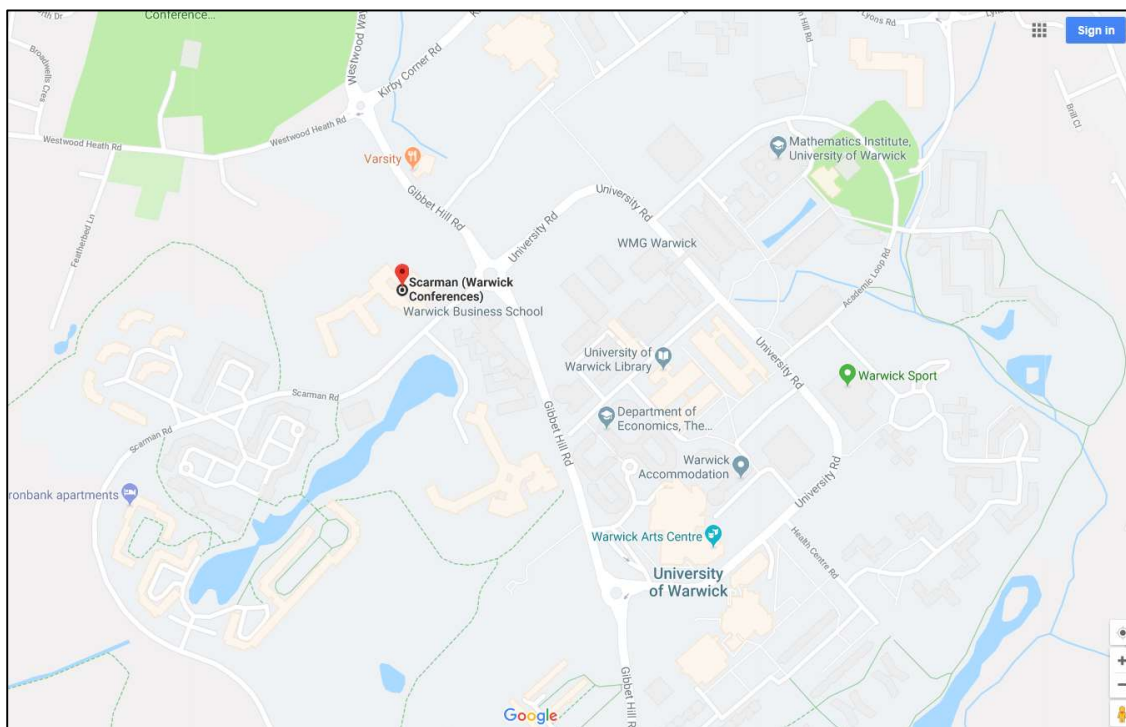 Conference...
Westwood Way
Kirby Corner Rd
Lyons Rd
Sign in
Broadwells Cres
Brill Cl
Westwood Heath Rd
Westwood Heath Rd
Varsity
Mathematics Institute,
University of Warwick
Gibbet Hill Rd
University Rd
University Rd
Featherbed Ln
WMG Warwick
Academic Loop Rd
Scarman (Warwick
Conferences)
Warwick Business School
University of
Warwick Library
University Rd
Warwick Sport
Scarman Rd
Scarman Rd
Gibbet Hill Rd
Department of
Economics, The...
Warwick
Accommodation
ronbank apartments
University Rd
Warwick Arts Centre
Health Centre Rd
University
of Warwick
Gibbet Hill Rd
Google